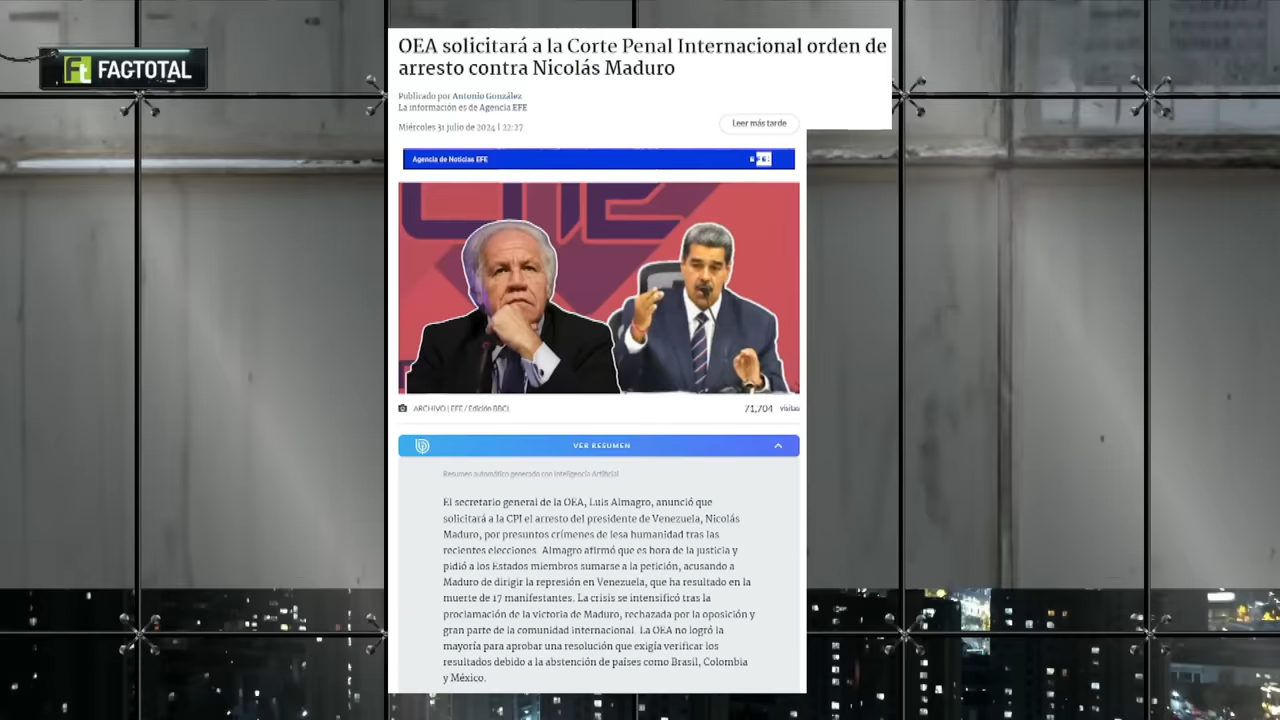 FACTOTAL
OEA solicitará a la Corte Penal Internacional orden de
arresto contra Nicolás Maduro
Publicado por Antonio González
La información es de Agencia EFE
Miércoles 31 julio de 2024 | 22:27
Leer más tarde
Agencia de Noticias EFE
ARCHIVO | EFE / Edición BBCL
71,704 visitas
VER RESUMEN
Resumen automático generado con Inteligencia Artificial
El secretario general de la OEA, Luis Almagro, anunció que
solicitará a la CPI el arresto del presidente de Venezuela, Nicolás
Maduro, por presuntos crímenes de lesa humanidad tras las
recientes elecciones. Almagro afirmó que es hora de la justicia y
pidió a los Estados miembros sumarse a la petición, acusando a
Maduro de dirigir la represión en Venezuela, que ha resultado en la
muerte de 17 manifestantes. La crisis se intensificó tras la
proclamación de la victoria de Maduro, rechazada por la oposición y
gran parte de la comunidad internacional. La OEA no logró la
mayoría para aprobar una resolución que exigía verificar los
resultados debido a la abstención de países como Brasil, Colombia
y México.